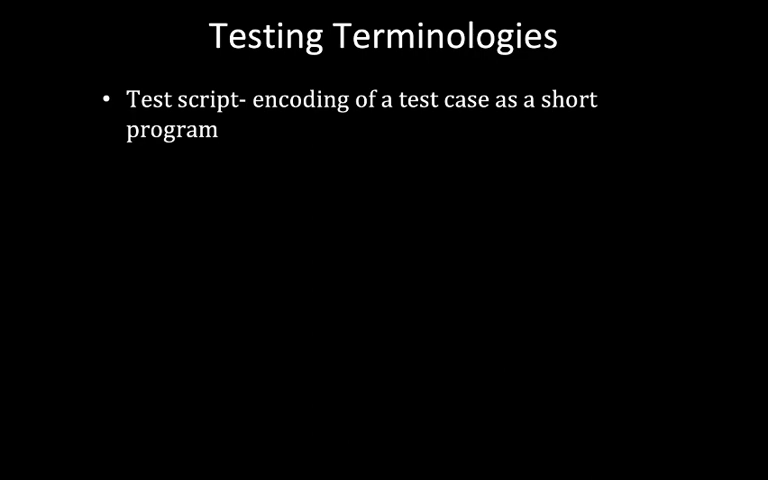 Testing Terminologies
• Test script- encoding of a test case as a short
program